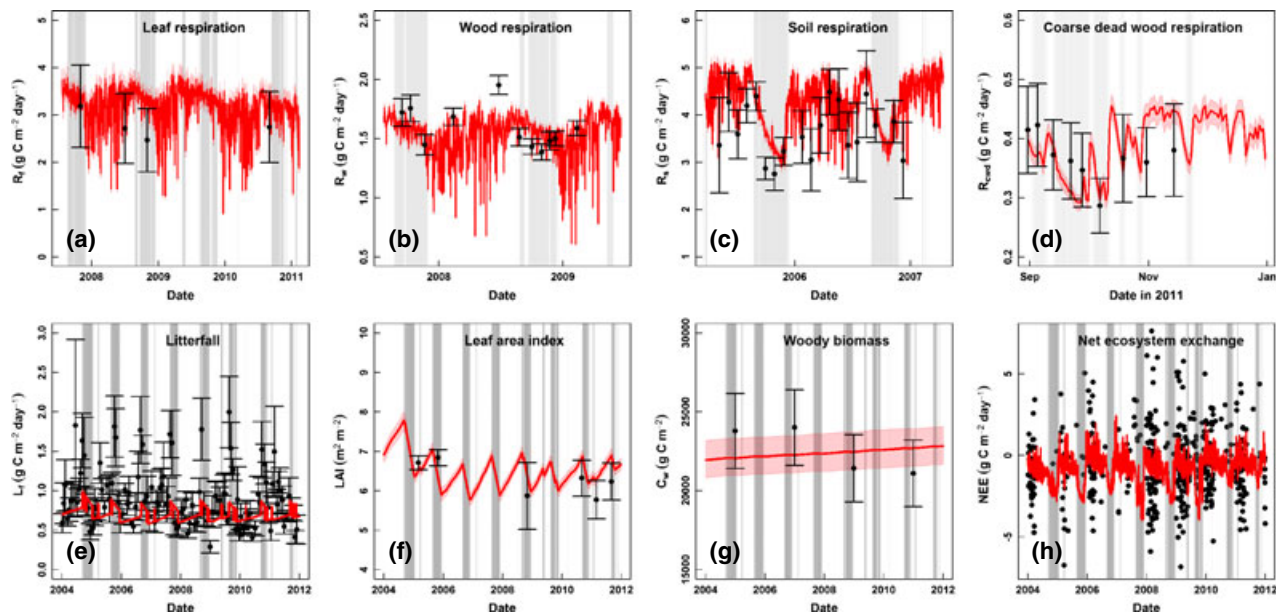 Leaf respiration
R_f (g C m⁻² day⁻¹)
0 1 2 3 4 5
2008 2009 2010 2011
Date
(a)
Wood respiration
R_w (g C m⁻² day⁻¹)
0.5 1.0 1.5 2.0 2.5
2008 2009
Date
(b)
Soil respiration
R_s (g C m⁻² day⁻¹)
1 2 3 4 5 6
2006 2007
Date
(c)
Coarse dead wood respiration
R_cwd (g C m⁻² day⁻¹)
0.2 0.3 0.4 0.5 0.6
Sep Nov Jan
Date in 2011
(d)
Litterfall
L_f (g C m⁻² day⁻¹)
0.0 0.5 1.0 1.5 2.0 2.5 3.0
2004 2006 2008 2010 2012
Date
(e)
Leaf area index
LAI (m² m⁻²)
4 5 6 7 8 9 10
2004 2006 2008 2010 2012
Date
(f)
Woody biomass
C_w (g C m⁻²)
15000 20000 25000 30000
2004 2006 2008 2010 2012
Date
(g)
Net ecosystem exchange
NEE (g C m⁻² day⁻¹)
-5 0 5
2004 2006 2008 2010 2012
Date
(h)